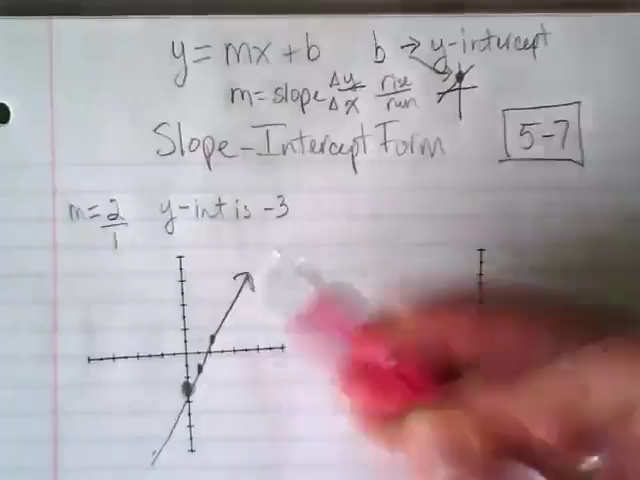 y = mx + b b → y-intercept
m = slope Δy/Δx rise/run
Slope-Intercept Form 5-7
m = 2/1 y-int is -3